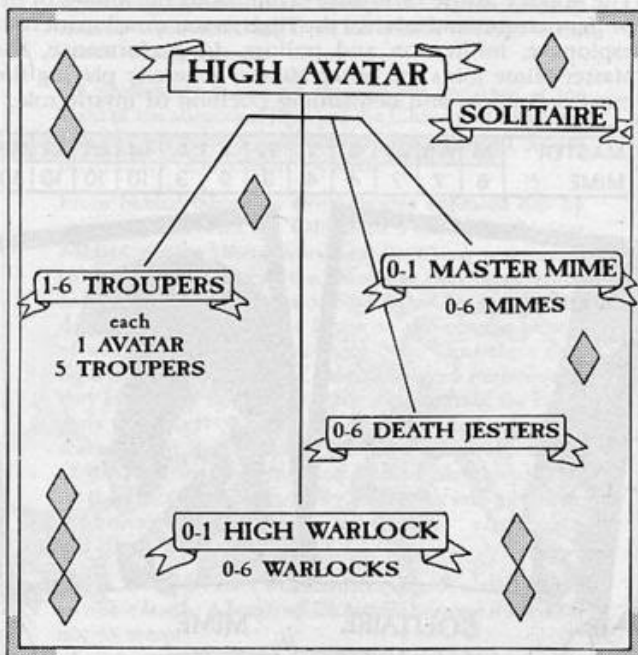 HIGH AVATAR
SOLITAIRE
1-6 TROUPERS
each
1 AVATAR
5 TROUPERS
0-1 MASTER MIME
0-6 MIMES
0-6 DEATH JESTERS
0-1 HIGH WARLOCK
0-6 WARLOCKS